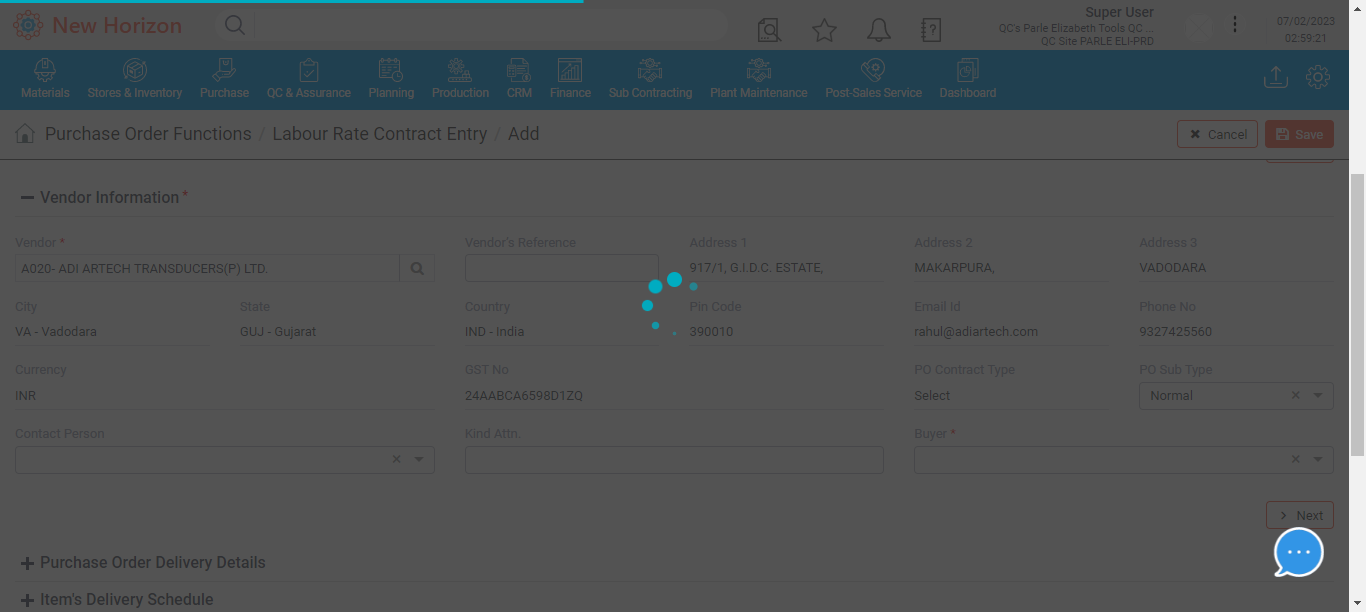 New Horizon
Super User
QC's Parle Elizabeth Tools QC ...
QC Site PARLE ELI-PRD
07/02/2023
02:59:21
Materials Stores & Inventory Purchase QC & Assurance Planning Production CRM Finance Sub Contracting Plant Maintenance Post-Sales Service Dashboard
Purchase Order Functions / Labour Rate Contract Entry / Add
Cancel Save
Vendor Information *
Vendor * Vendor's Reference Address 1 Address 2 Address 3
A020- ADI ARTECH TRANSDUCERS(P) LTD. 917/1, G.I.D.C. ESTATE, MAKARPURA, VADODARA
City State Country Pin Code Email Id Phone No
VA - Vadodara GUJ - Gujarat IND - India 390010 rahul@adiartech.com 9327425560
Currency GST No PO Contract Type PO Sub Type
INR 24AABCA6598D1ZQ Select Normal
Contact Person Kind Attn. Buyer *
Next
Purchase Order Delivery Details
Item's Delivery Schedule